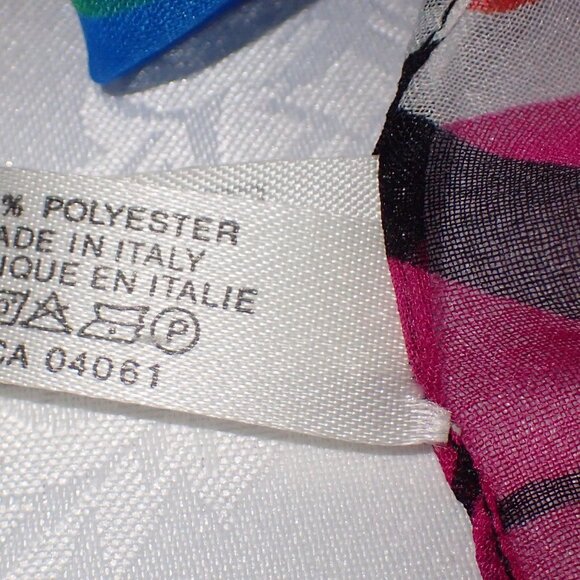 % POLYESTER
ADE IN ITALY
IQUE EN ITALIE
P
CA 04061